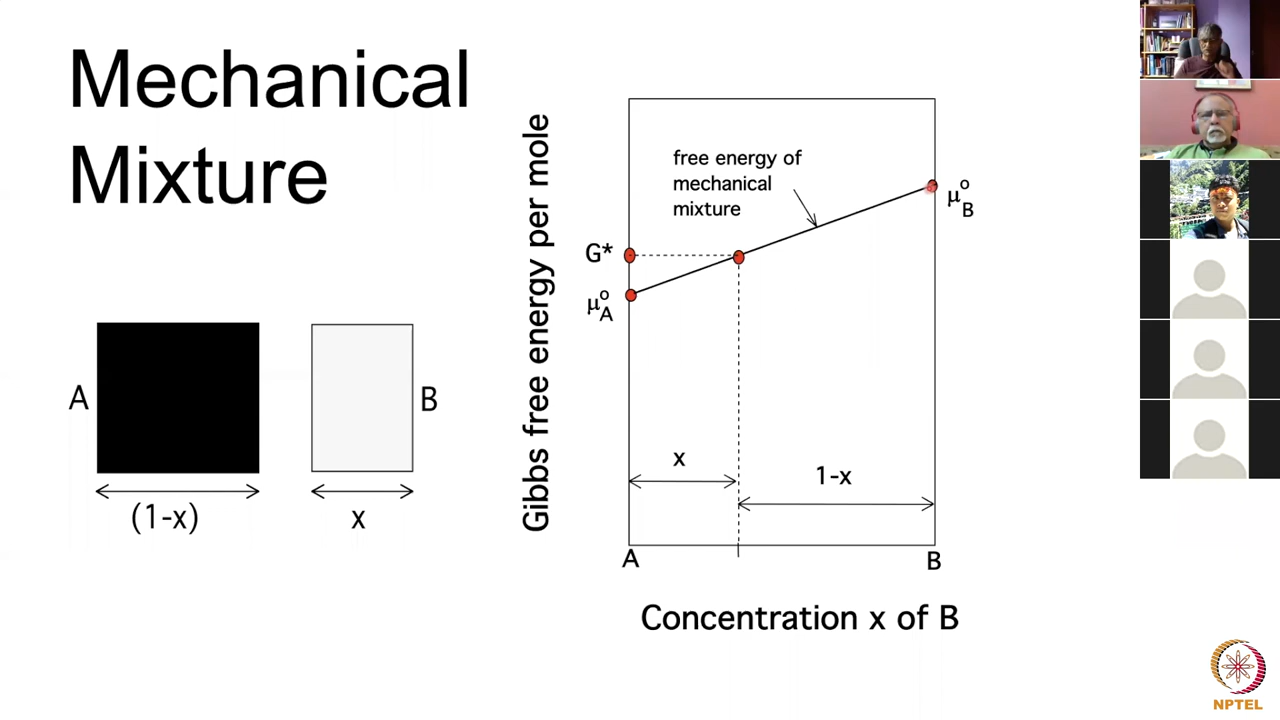 Mechanical
Mixture
A
B
(1-x)
x
Gibbs free energy per mole
free energy of
mechanical
mixture
μ°B
G*
μ°A
x
1-x
A
B
Concentration x of B
NPTEL